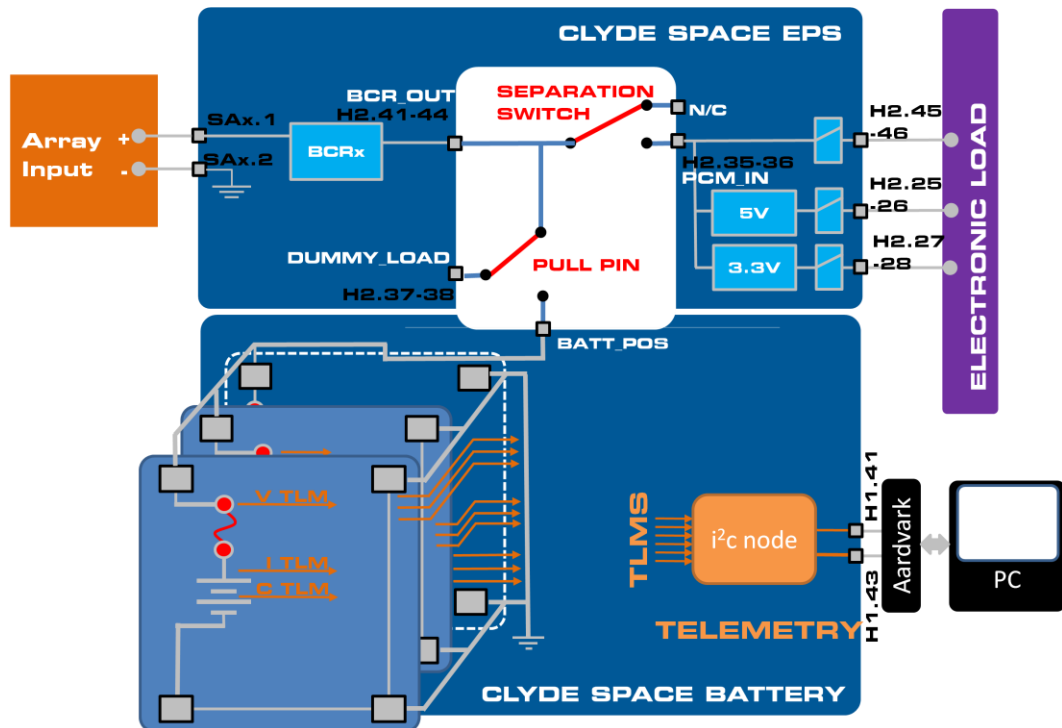 CLYDE SPACE EPS
Array
Input
+
-
SAx.1
SAx.2
BCRx
BCR_OUT
H2.41-44
SEPARATION
SWITCH
N/C
H2.35-36
PCM_IN
5V
3.3V
H2.45
-46
H2.25
-26
H2.27
-28
ELECTRONIC LOAD
DUMMY_LOAD
H2.37-38
PULL PIN
BATT_POS
V TLM
I TLM
C TLM
TLMS
i²c node
H1.41
H1.43
Aardvark
PC
TELEMETRY
CLYDE SPACE BATTERY